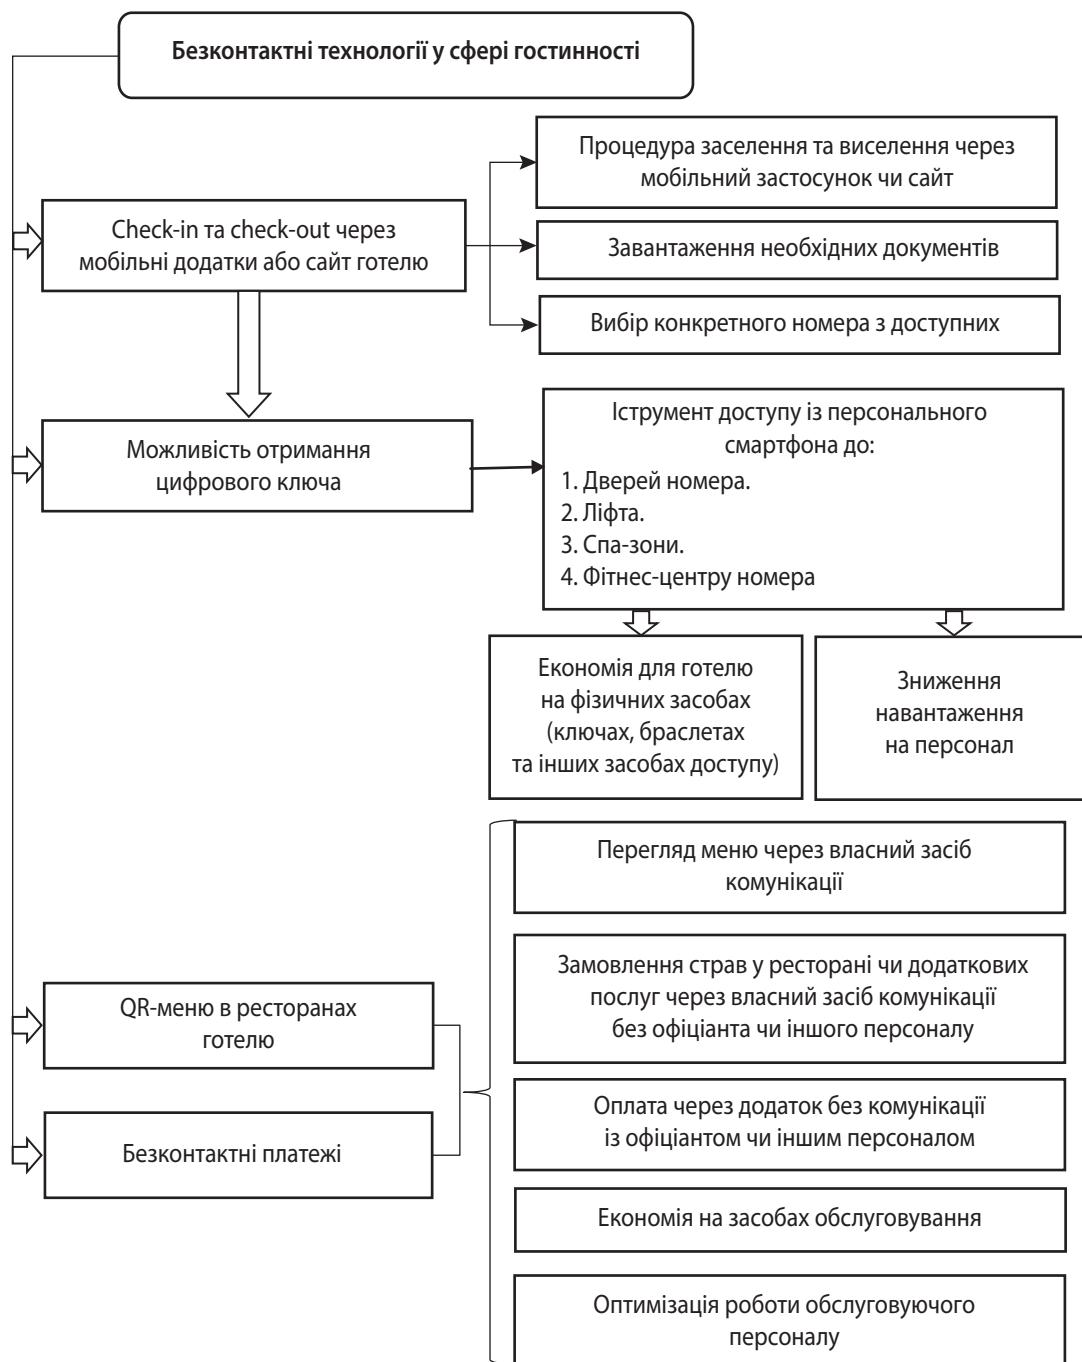 Безконтактні технології у сфері гостинності
Check-in та check-out через
мобільні додатки або сайт готелю
Процедура заселення та виселення через
мобільний застосунок чи сайт
Завантаження необхідних документів
Вибір конкретного номера з доступних
Можливість отримання
цифрового ключа
Іструмент доступу із персонального
смартфона до:
1. Дверей номера.
2. Ліфта.
3. Спа-зони.
4. Фітнес-центру номера
Економія для готелю
на фізичних засобах
(ключах, браслетах
та інших засобах доступу)
Зниження
навантаження
на персонал
QR-меню в ресторанах
готелю
Безконтактні платежі
Перегляд меню через власний засіб
комунікації
Замовлення страв у ресторані чи додаткових
послуг через власний засіб комунікації
без офіціанта чи іншого персоналу
Оплата через додаток без комунікації
із офіціантом чи іншим персоналом
Економія на засобах обслуговування
Оптимізація роботи обслуговуючого
персоналу